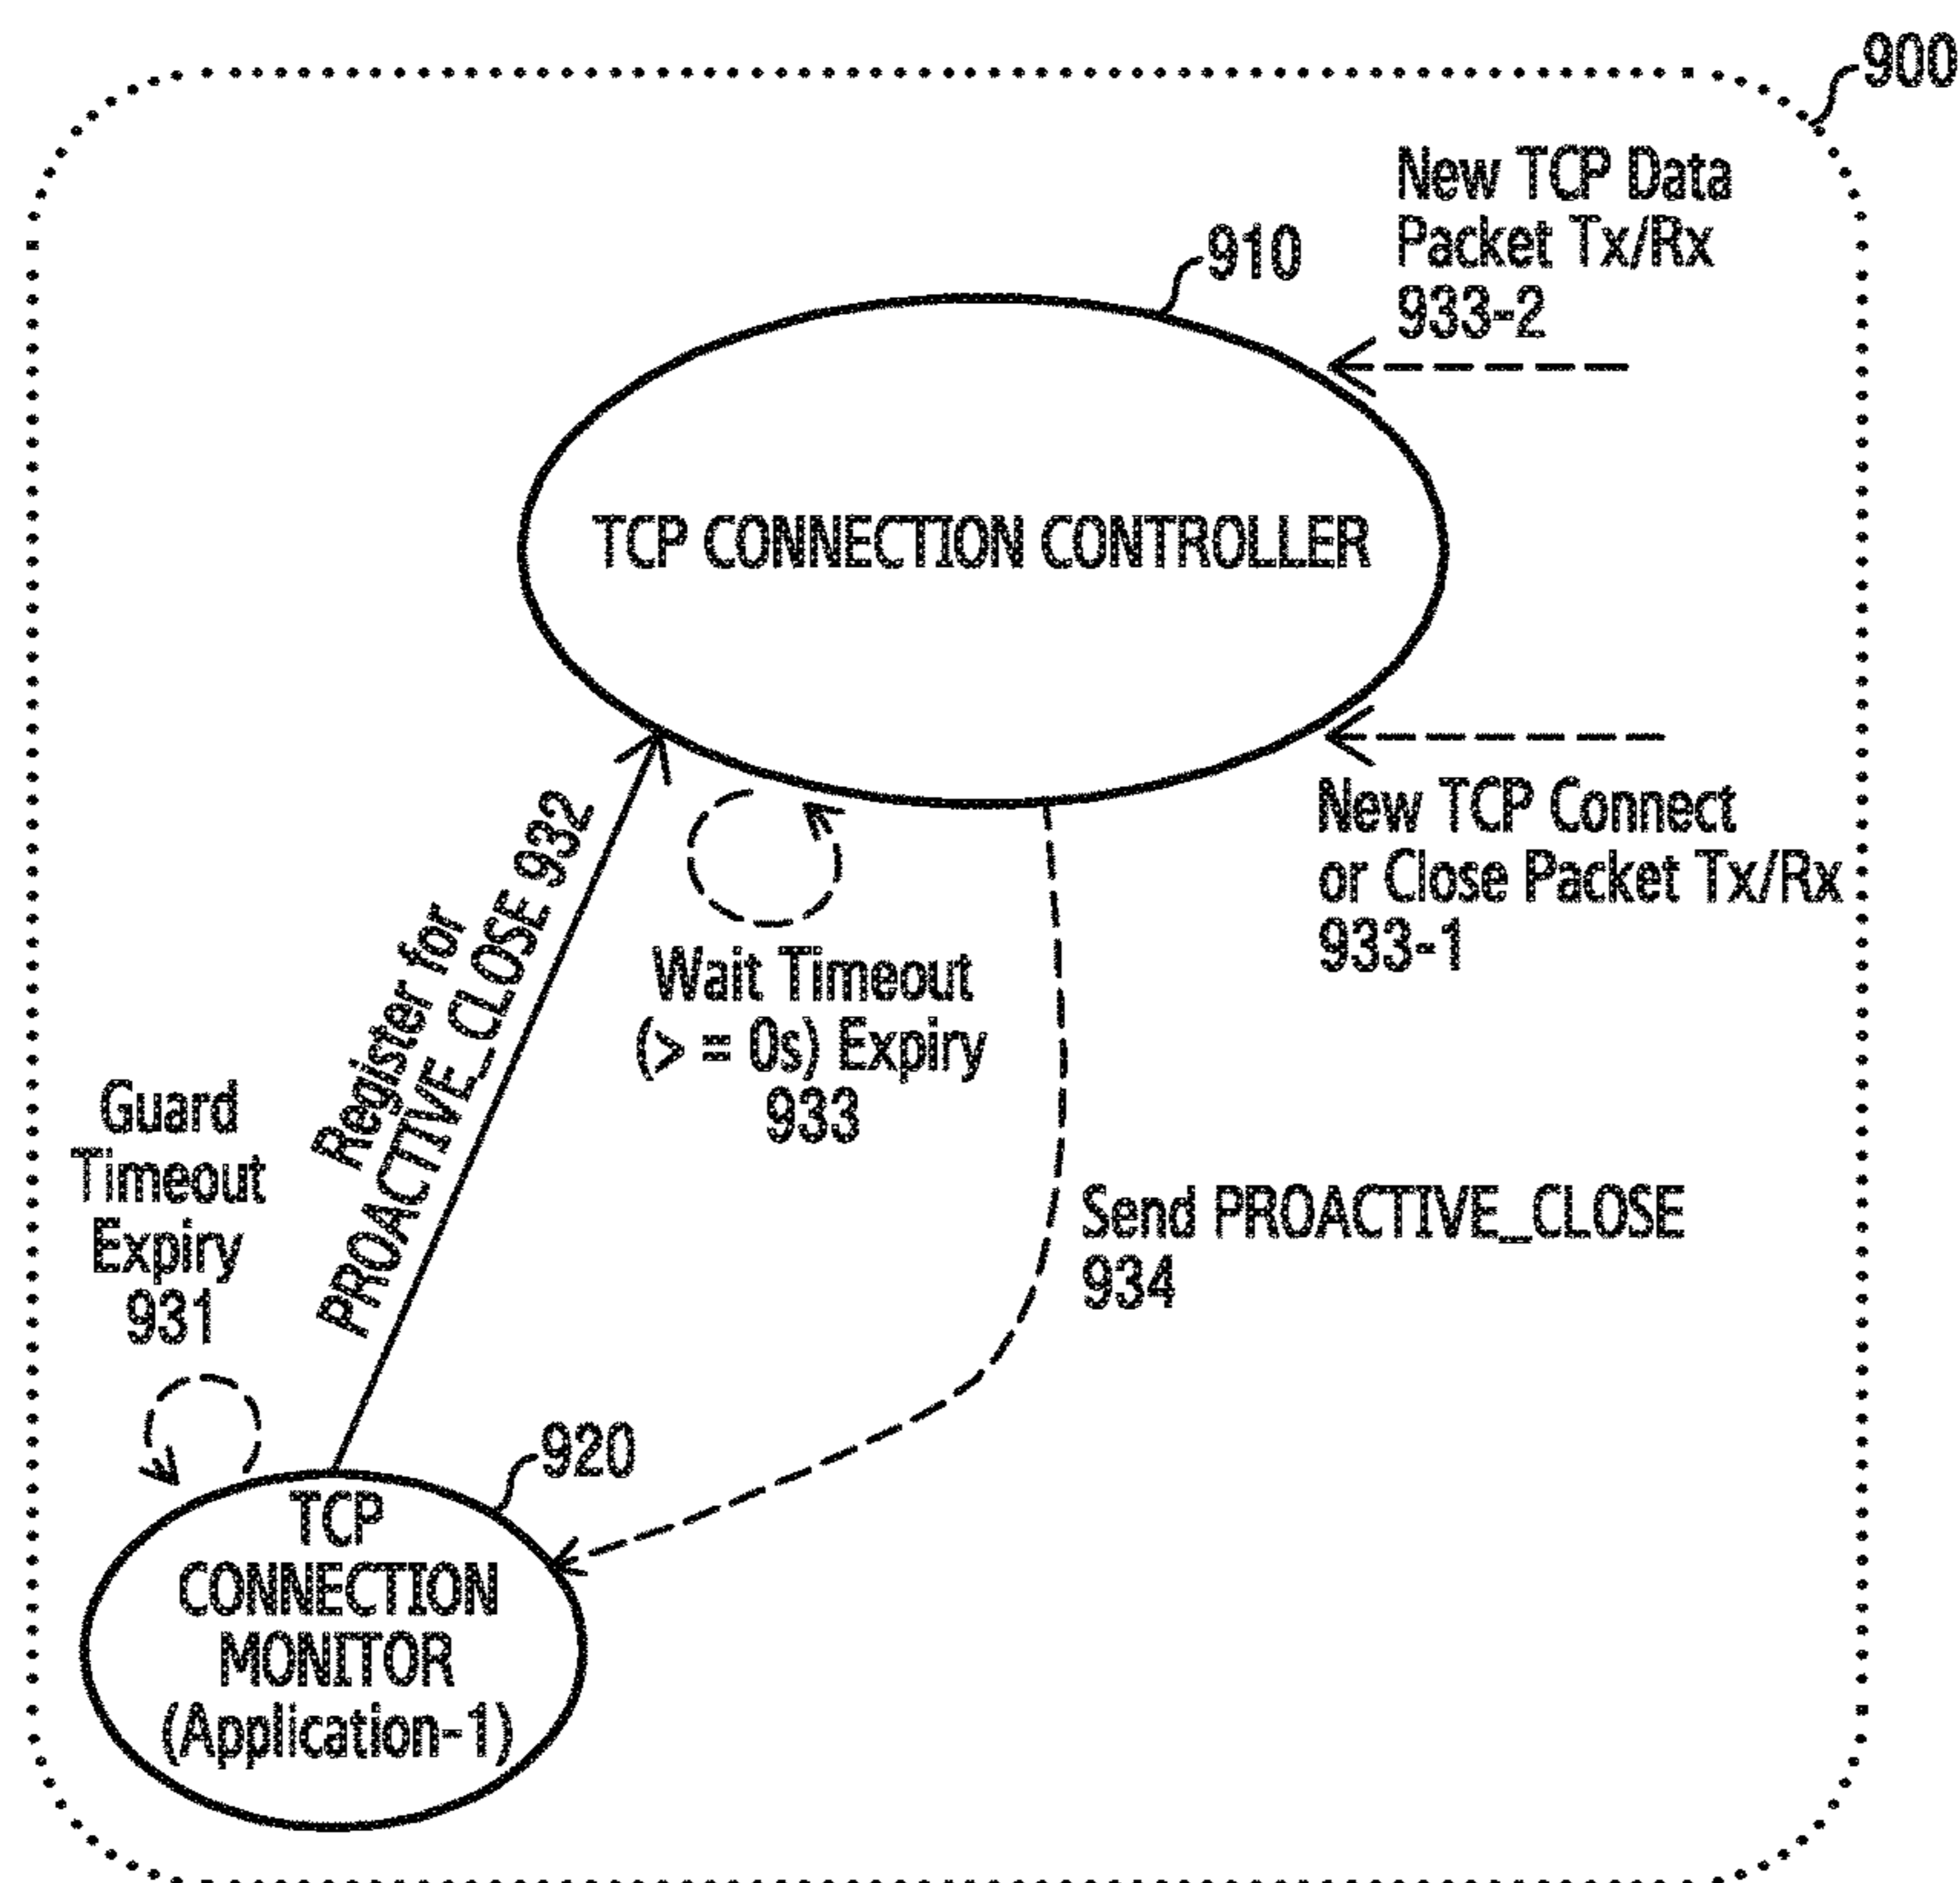 900
New TCP Data
Packet Tx/Rx
933-2
910
TCP CONNECTION CONTROLLER
New TCP Connect
or Close Packet Tx/Rx
933-1
Register for
PROACTIVE_CLOSE 932
Wait Timeout
(> = 0s) Expiry
933
Guard
Timeout
Expiry
931
Send PROACTIVE_CLOSE
934
920
TCP
CONNECTION
MONITOR
(Application-1)